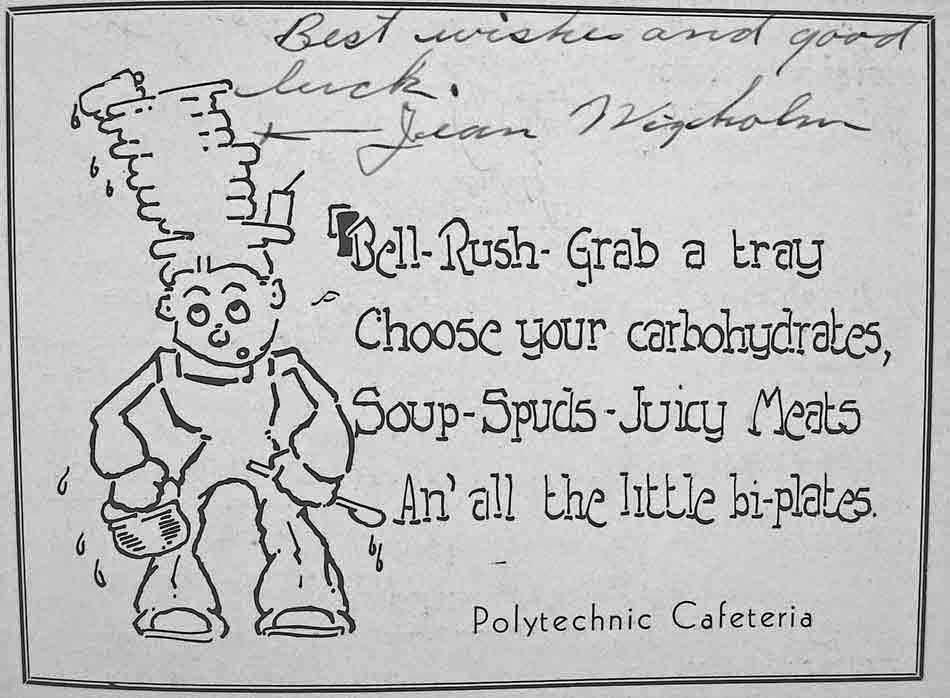 Best wishes and good
luck.
— Jean
Bell-Rush-Grab a tray
Choose your carbohydrates,
Soup-Spuds-Juicy Meats
An' all the little bi-plates.
Polytechnic Cafeteria